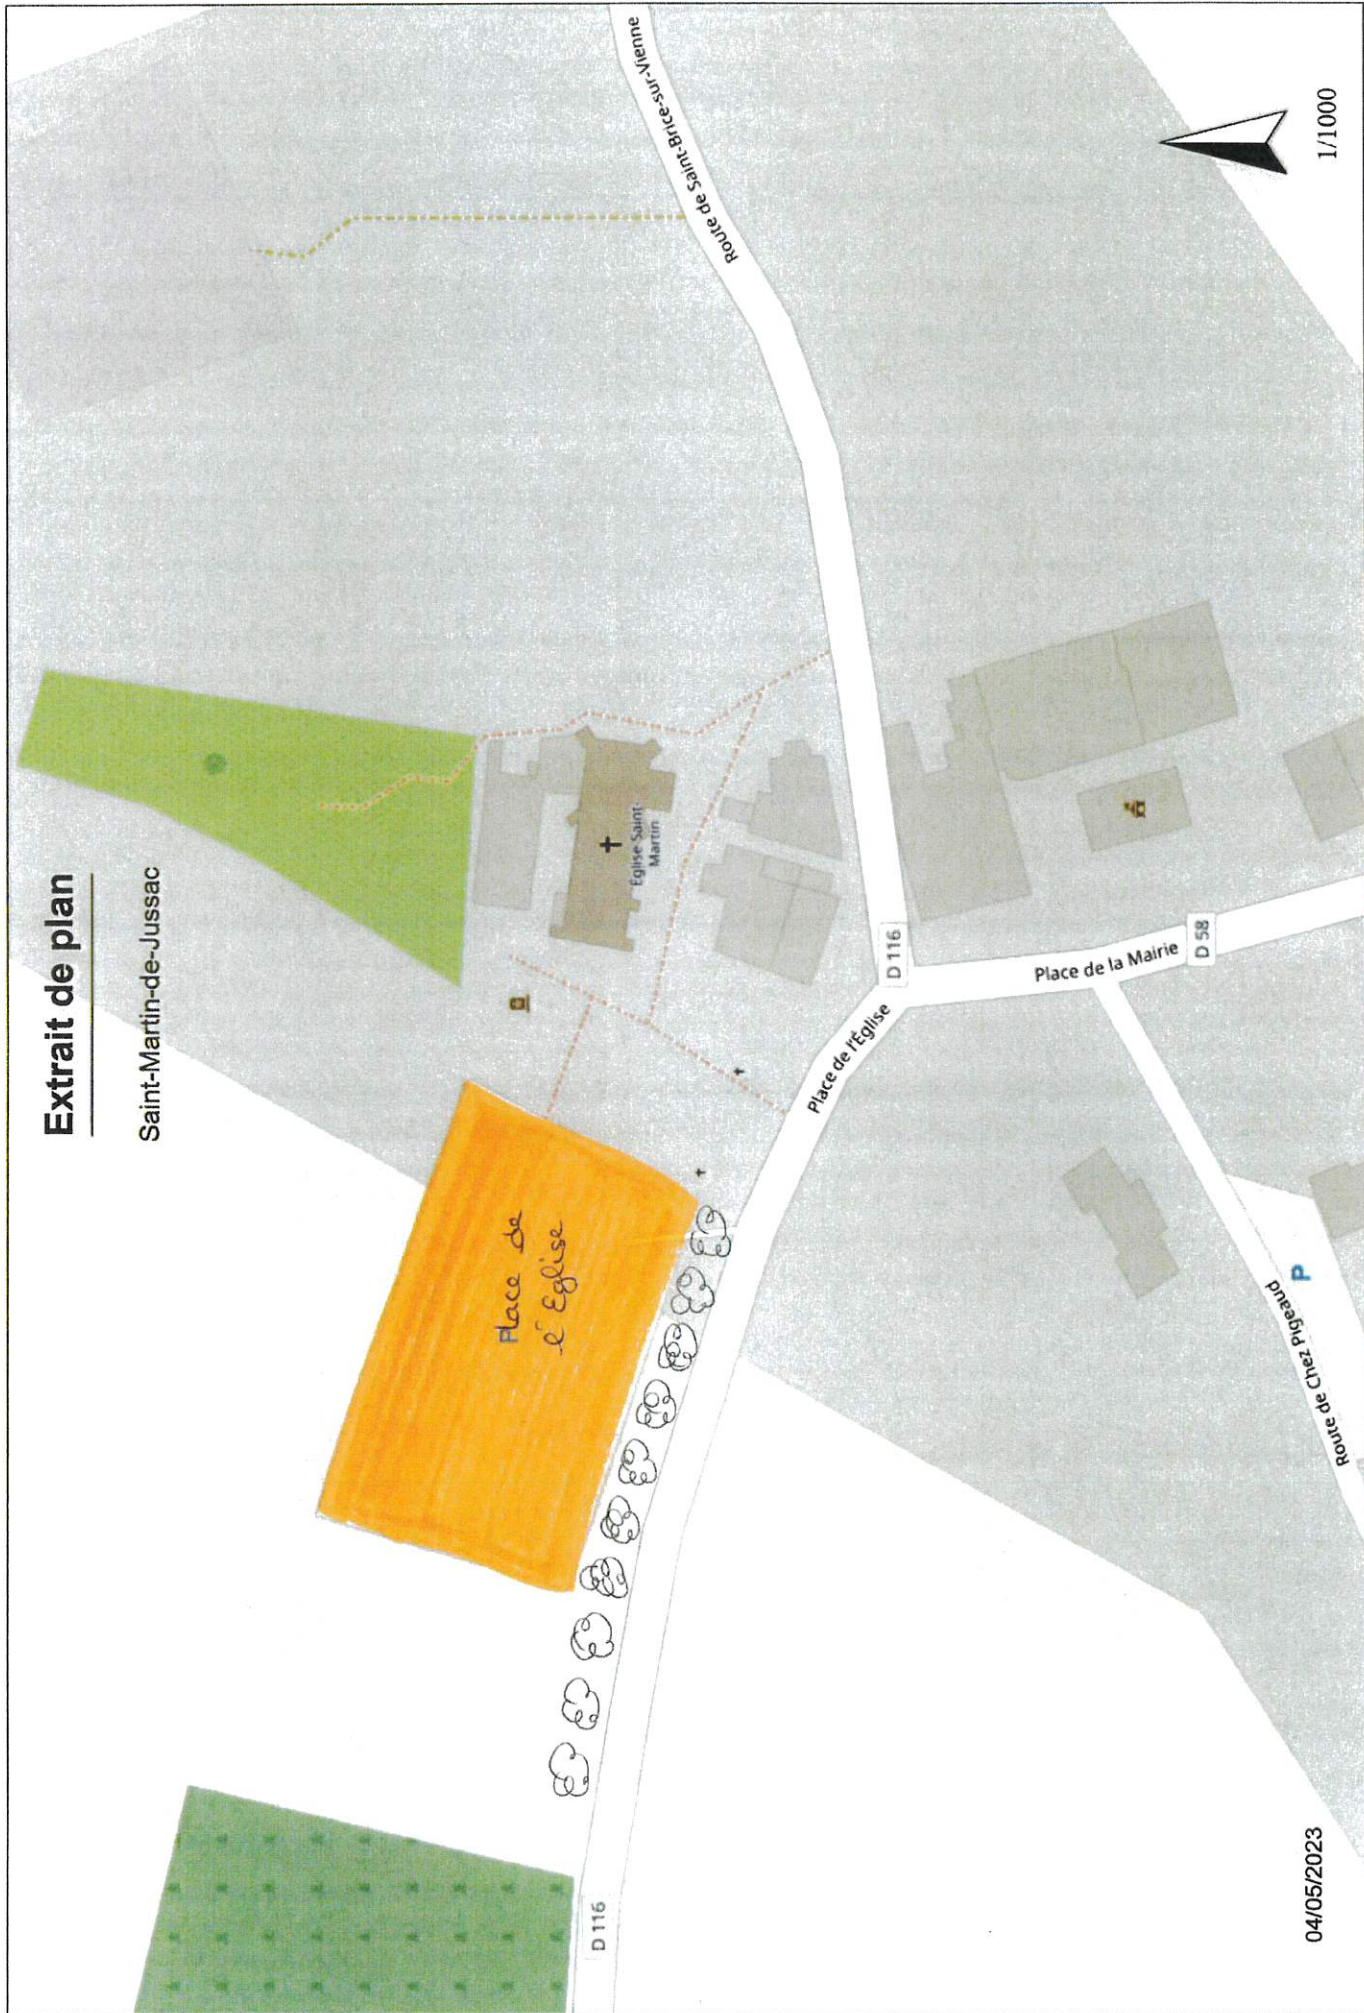 Extrait de plan
Saint-Martin-de-Jussac
Place de
l'Eglise
Église Saint-
Martin
Route de Saint-Brice-sur-Vienne
D 116
Place de l'Église
D 116
Place de la Mairie
D 58
Route de Chez Pigeaud
P
04/05/2023
1/1000